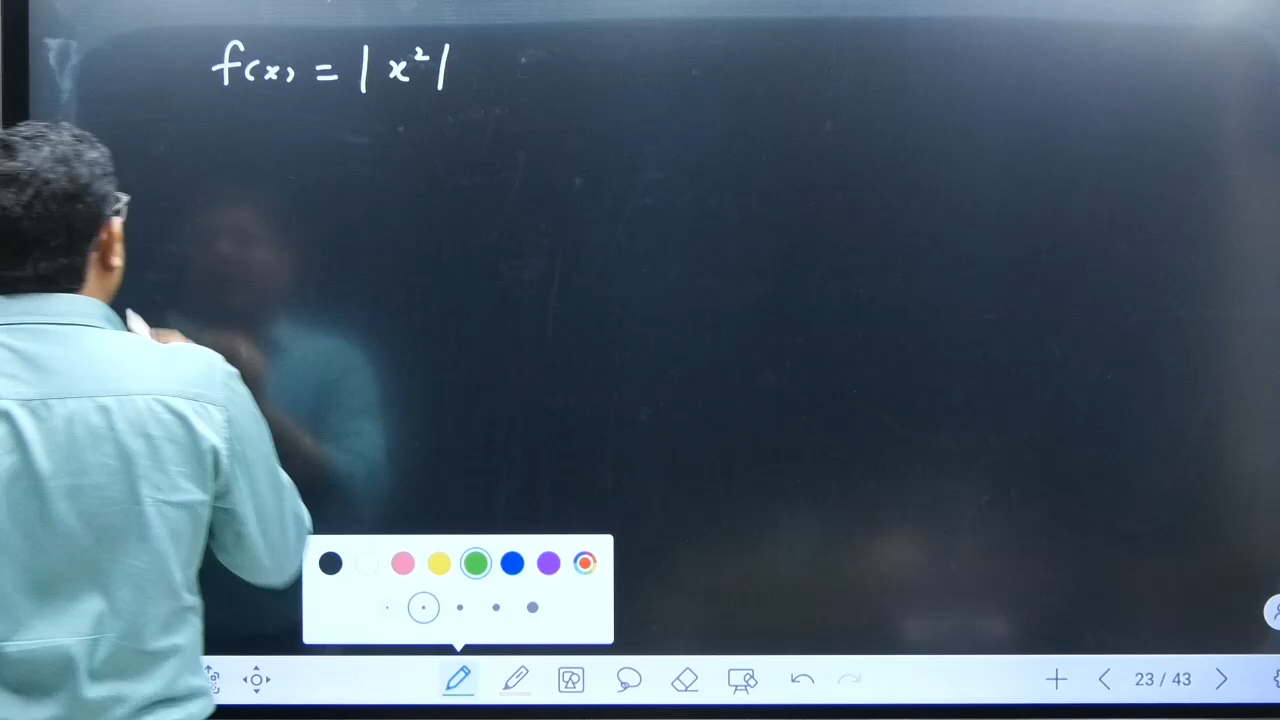 f(x) = | x² |
23 / 43